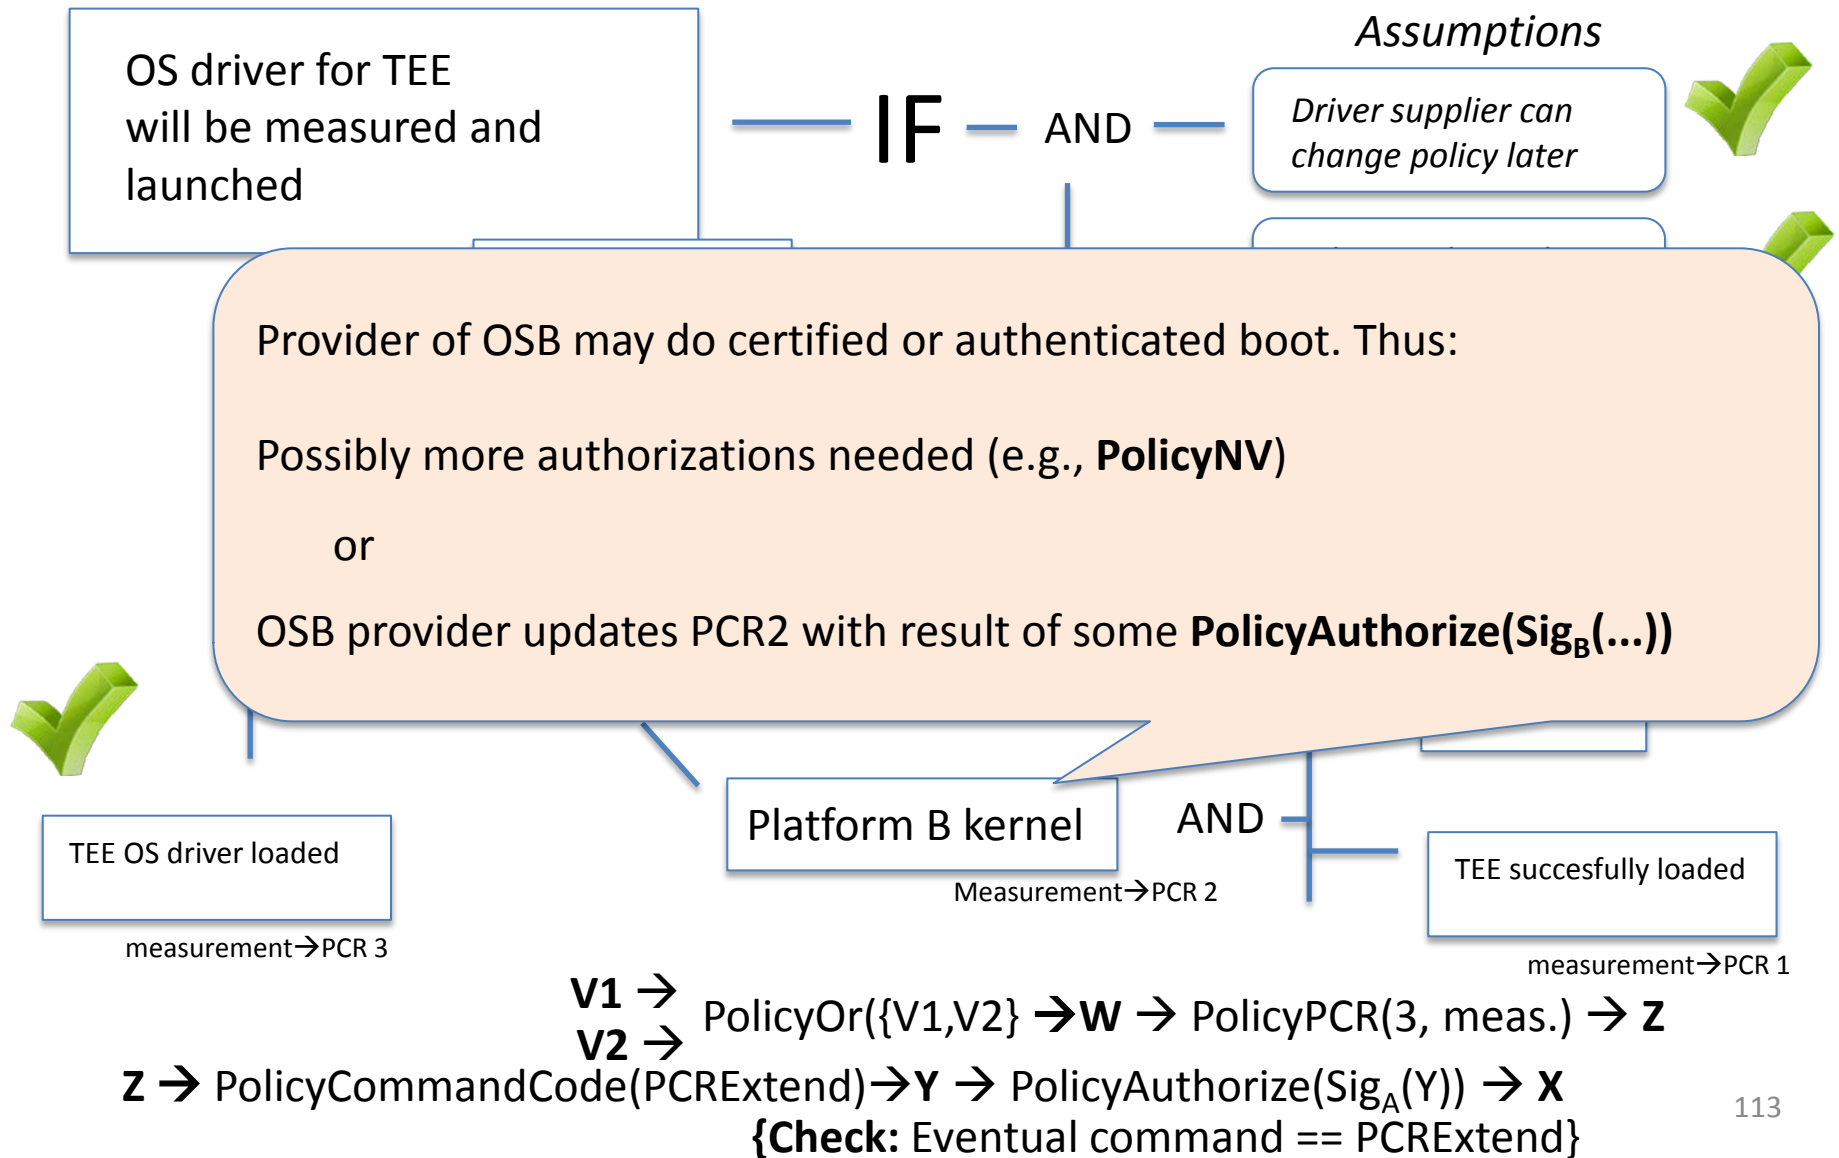 Assumptions
OS driver for TEE
will be measured and
launched
IF
AND
Driver supplier can
change policy later
Provider of OSB may do certified or authenticated boot. Thus:
Possibly more authorizations needed (e.g., PolicyNV)
or
OSB provider updates PCR2 with result of some PolicyAuthorize(Sig_B(...))
TEE OS driver loaded
measurement→PCR 3
Platform B kernel
Measurement→PCR 2
AND
TEE succesfully loaded
measurement→PCR 1
V1 →
V2 →
PolicyOr({V1,V2} →W → PolicyPCR(3, meas.) → Z
Z → PolicyCommandCode(PCRExtend)→Y → PolicyAuthorize(Sig_A(Y)) → X
{Check: Eventual command == PCRExtend}
113